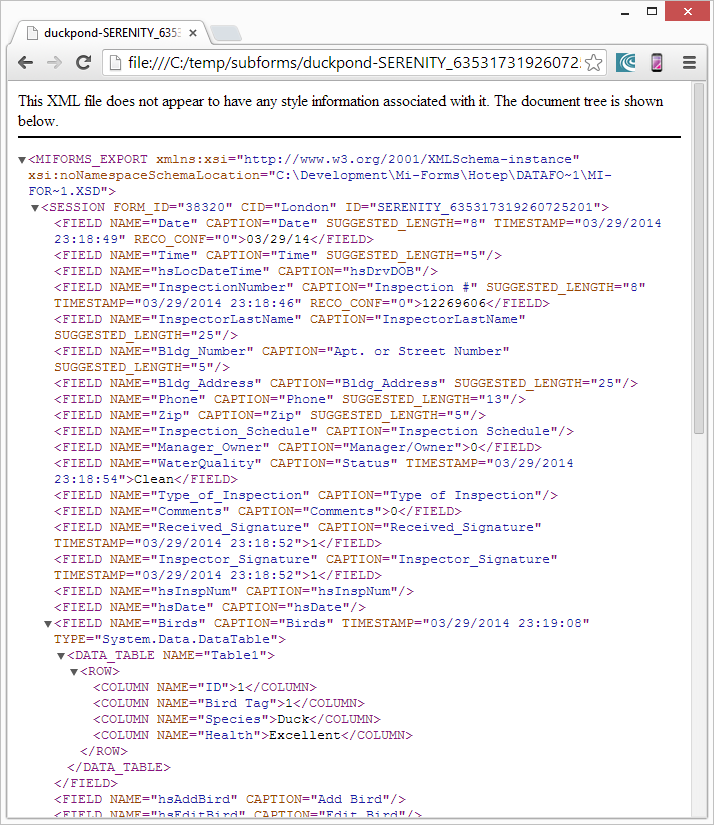 duckpond-SERENITY_6353
file:///C:/temp/subforms/duckpond-SERENITY_63531731926072
This XML file does not appear to have any style information associated with it. The document tree is shown
below.
▼<MIFORMS_EXPORT xmlns:xsi="http://www.w3.org/2001/XMLSchema-instance"
xsi:noNamespaceSchemaLocation="C:\Development\Mi-Forms\Hotep\DATAFO~1\MI-
FOR~1.XSD">
▼<SESSION FORM_ID="38320" CID="London" ID="SERENITY_635317319260725201">
<FIELD NAME="Date" CAPTION="Date" SUGGESTED_LENGTH="8" TIMESTAMP="03/29/2014
23:18:49" RECO_CONF="0">03/29/14</FIELD>
<FIELD NAME="Time" CAPTION="Time" SUGGESTED_LENGTH="5"/>
<FIELD NAME="hsLocDateTime" CAPTION="hsDrvDOB"/>
<FIELD NAME="InspectionNumber" CAPTION="Inspection #" SUGGESTED_LENGTH="8"
TIMESTAMP="03/29/2014 23:18:46" RECO_CONF="0">12269606</FIELD>
<FIELD NAME="InspectorLastName" CAPTION="InspectorLastName"
SUGGESTED_LENGTH="25"/>
<FIELD NAME="Bldg_Number" CAPTION="Apt. or Street Number"
SUGGESTED_LENGTH="5"/>
<FIELD NAME="Bldg_Address" CAPTION="Bldg_Address" SUGGESTED_LENGTH="25"/>
<FIELD NAME="Phone" CAPTION="Phone" SUGGESTED_LENGTH="13"/>
<FIELD NAME="Zip" CAPTION="Zip" SUGGESTED_LENGTH="5"/>
<FIELD NAME="Inspection_Schedule" CAPTION="Inspection Schedule"/>
<FIELD NAME="Manager_Owner" CAPTION="Manager/Owner">0</FIELD>
<FIELD NAME="WaterQuality" CAPTION="Status" TIMESTAMP="03/29/2014
23:18:54">Clean</FIELD>
<FIELD NAME="Type_of_Inspection" CAPTION="Type of Inspection"/>
<FIELD NAME="Comments" CAPTION="Comments">0</FIELD>
<FIELD NAME="Received_Signature" CAPTION="Received_Signature"
TIMESTAMP="03/29/2014 23:18:52">1</FIELD>
<FIELD NAME="Inspector_Signature" CAPTION="Inspector_Signature"
TIMESTAMP="03/29/2014 23:18:52">1</FIELD>
<FIELD NAME="hsInspNum" CAPTION="hsInspNum"/>
<FIELD NAME="hsDate" CAPTION="hsDate"/>
▼<FIELD NAME="Birds" CAPTION="Birds" TIMESTAMP="03/29/2014 23:19:08"
TYPE="System.Data.DataTable">
▼<DATA_TABLE NAME="Table1">
▼<ROW>
<COLUMN NAME="ID">1</COLUMN>
<COLUMN NAME="Bird Tag">1</COLUMN>
<COLUMN NAME="Species">Duck</COLUMN>
<COLUMN NAME="Health">Excellent</COLUMN>
</ROW>
</DATA_TABLE>
</FIELD>
<FIELD NAME="hsAddBird" CAPTION="Add Bird"/>
<FIELD NAME="hsEditBird" CAPTION="Edit Bird"/>